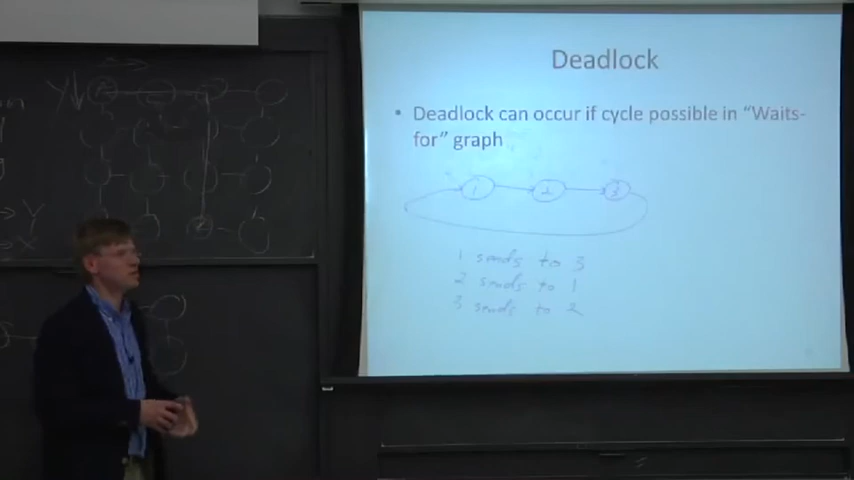 Deadlock
• Deadlock can occur if cycle possible in “Waits-
for” graph
1 2 3
1 sends to 3
2 sends to 1
3 sends to 2
Y
Y
X
2